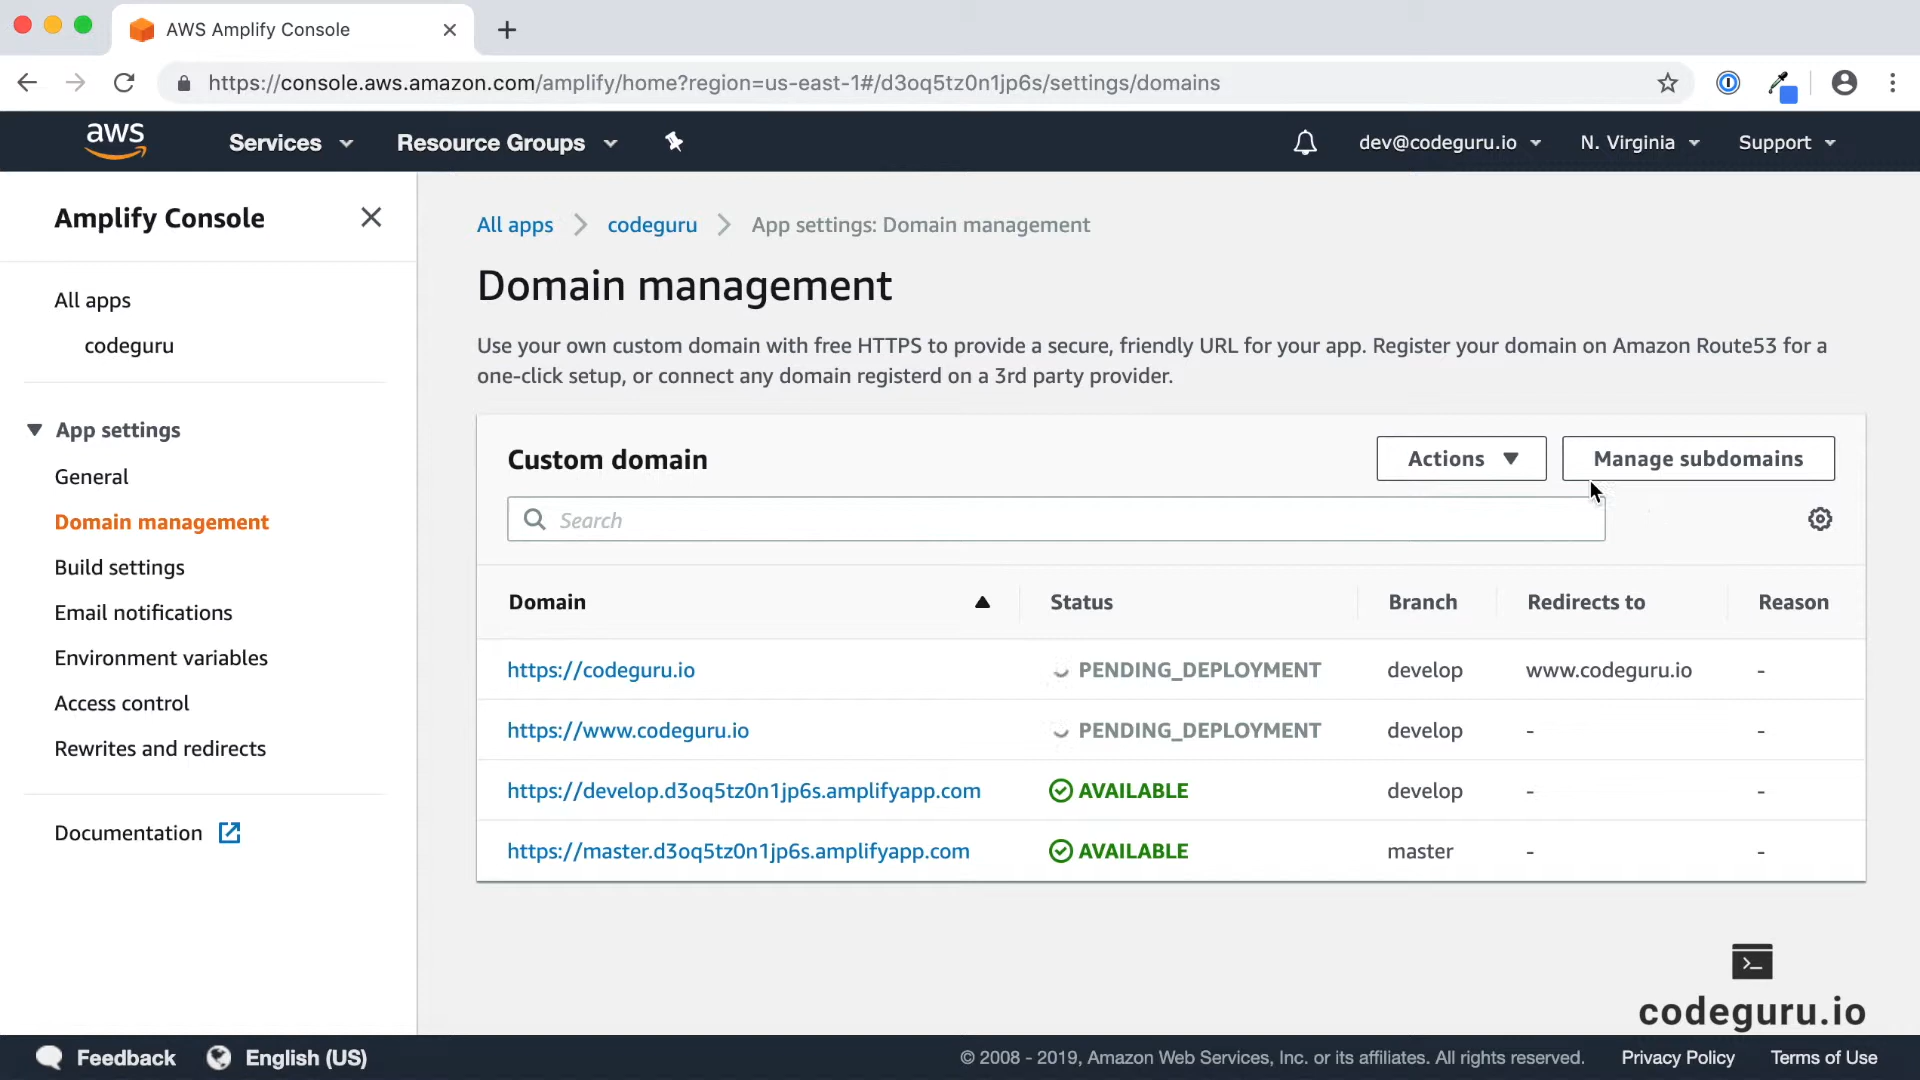 AWS Amplify Console
https://console.aws.amazon.com/amplify/home?region=us-east-1#/d3oq5tz0n1jp6s/settings/domains
aws Services Resource Groups dev@codeguru.io N. Virginia Support
Amplify Console
All apps
codeguru
App settings
General
Domain management
Build settings
Email notifications
Environment variables
Access control
Rewrites and redirects
Documentation
All apps codeguru App settings: Domain management
Domain management
Use your own custom domain with free HTTPS to provide a secure, friendly URL for your app. Register your domain on Amazon Route53 for a
one-click setup, or connect any domain registerd on a 3rd party provider.
Custom domain Actions Manage subdomains
Search
Domain Status Branch Redirects to Reason
https://codeguru.io PENDING_DEPLOYMENT develop www.codeguru.io -
https://www.codeguru.io PENDING_DEPLOYMENT develop - -
https://develop.d3oq5tz0n1jp6s.amplifyapp.com AVAILABLE develop - -
https://master.d3oq5tz0n1jp6s.amplifyapp.com AVAILABLE master - -
codeguru.io
Feedback English (US) © 2008 - 2019, Amazon Web Services, Inc. or its affiliates. All rights reserved. Privacy Policy Terms of Use